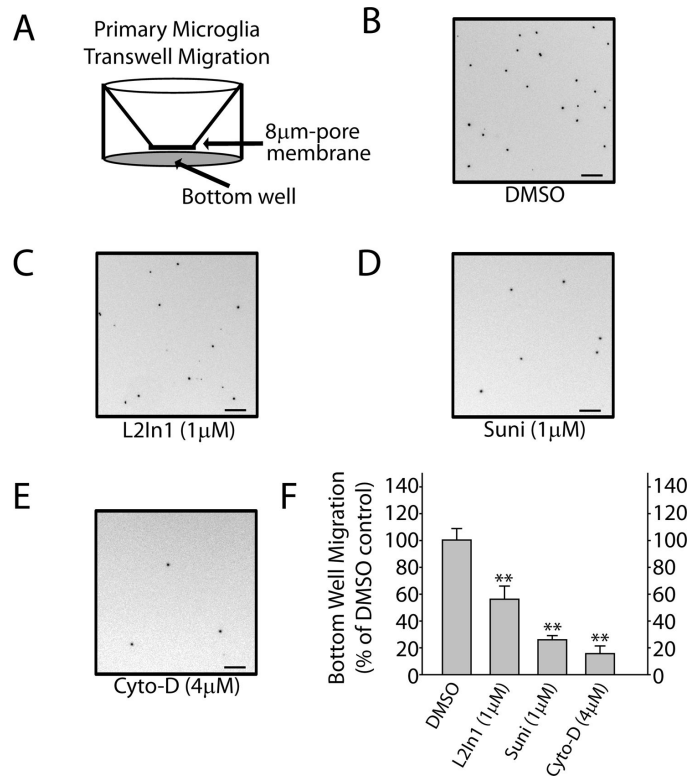 A
Primary Microglia
Transwell Migration
8μm-pore
membrane
Bottom well
B
DMSO
C
L2In1 (1μM)
D
Suni (1μM)
E
Cyto-D (4μM)
F
Bottom Well Migration
(% of DMSO control)
140
120
100
80
60
40
20
0
**
**
**
140
120
100
80
60
40
20
0
DMSO
L2In1 (1μM)
Suni (1μM)
Cyto-D (4μM)